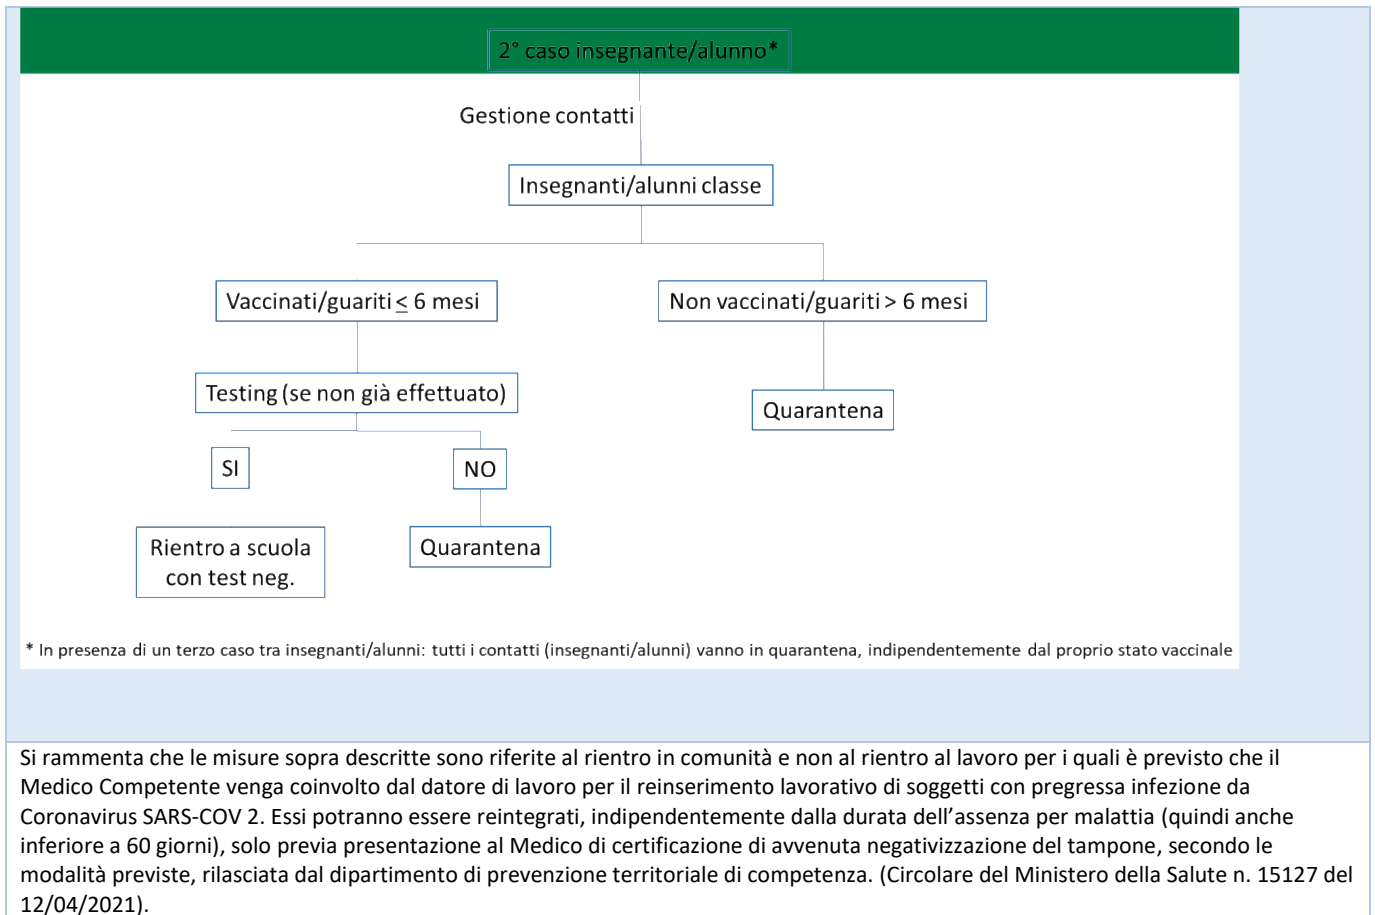 2° caso insegnante/alunno*
Gestione contatti
Insegnanti/alunni classe
Vaccinati/guariti ≤ 6 mesi
Non vaccinati/guariti > 6 mesi
Testing (se non già effettuato)
Quarantena
SI
NO
Rientro a scuola
con test neg.
Quarantena
* In presenza di un terzo caso tra insegnanti/alunni: tutti i contatti (insegnanti/alunni) vanno in quarantena, indipendentemente dal proprio stato vaccinale
Si rammenta che le misure sopra descritte sono riferite al rientro in comunità e non al rientro al lavoro per i quali è previsto che il
Medico Competente venga coinvolto dal datore di lavoro per il reinserimento lavorativo di soggetti con pregressa infezione da
Coronavirus SARS-COV 2. Essi potranno essere reintegrati, indipendentemente dalla durata dell’assenza per malattia (quindi anche
inferiore a 60 giorni), solo previa presentazione al Medico di certificazione di avvenuta negativizzazione del tampone, secondo le
modalità previste, rilasciata dal dipartimento di prevenzione territoriale di competenza. (Circolare del Ministero della Salute n. 15127 del
12/04/2021).